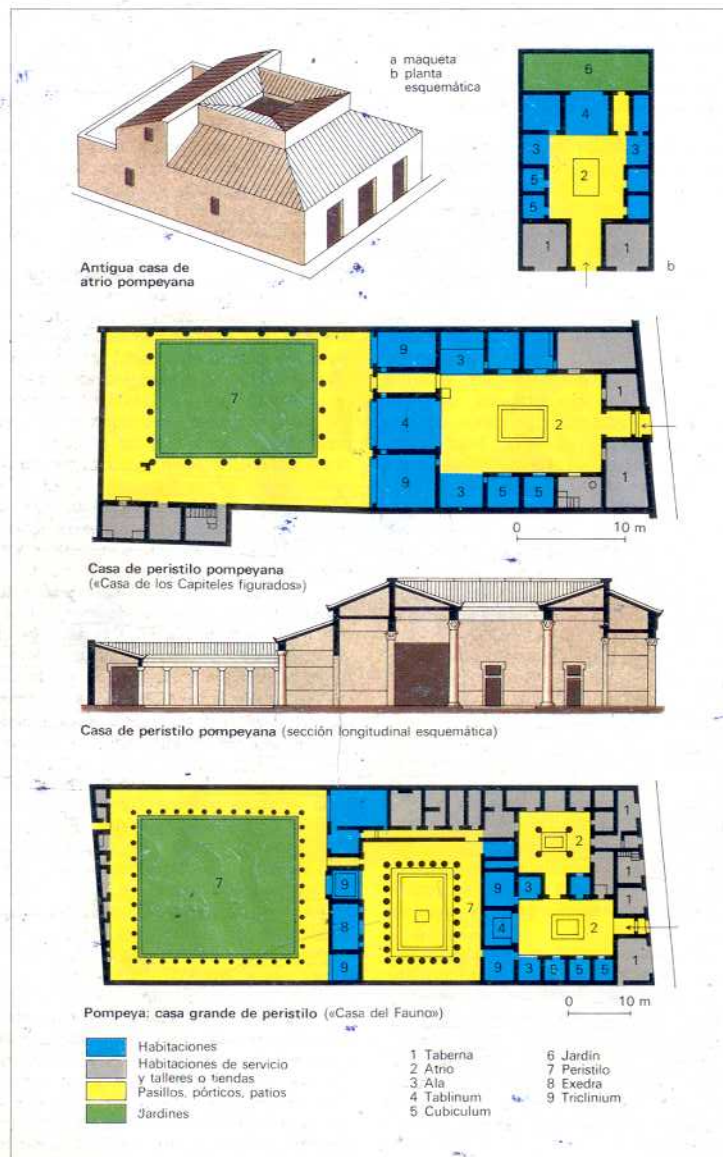 a maqueta
b planta
esquemática
6
4
3
3
2
5
5
1
1
b
Antigua casa de
atrio pompeyana
9
3
1
7
4
2
9
3
5
5
1
0 10 m
Casa de peristilo pompeyana
(«Casa de los Capiteles figurados»)
Casa de peristilo pompeyana (sección longitudinal esquemática)
1
2
1
7
9
9
3
1
8
7
4
2
9
9
3
5
5
5
5
1
Pompeya: casa grande de peristilo («Casa del Fauno»)
0 10 m
Habitaciones
Habitaciones de servicio
y talleres o tiendas
Pasillos, pórticos, patios
Jardines
1 Taberna
2 Atrio
3 Ala
4 Tablinum
5 Cubiculum
6 Jardín
7 Peristilo
8 Exedra
9 Triclinium